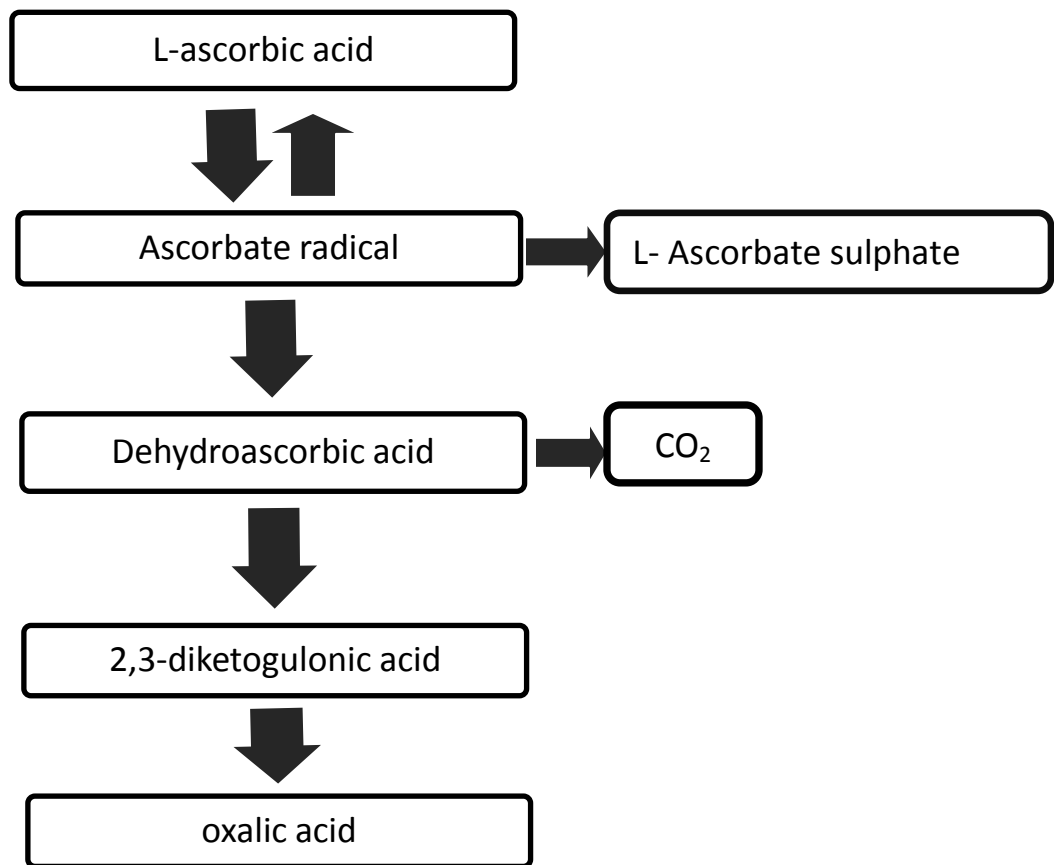 L-ascorbic acid
Ascorbate radical
L- Ascorbate sulphate
Dehydroascorbic acid
CO₂
2,3-diketogulonic acid
oxalic acid